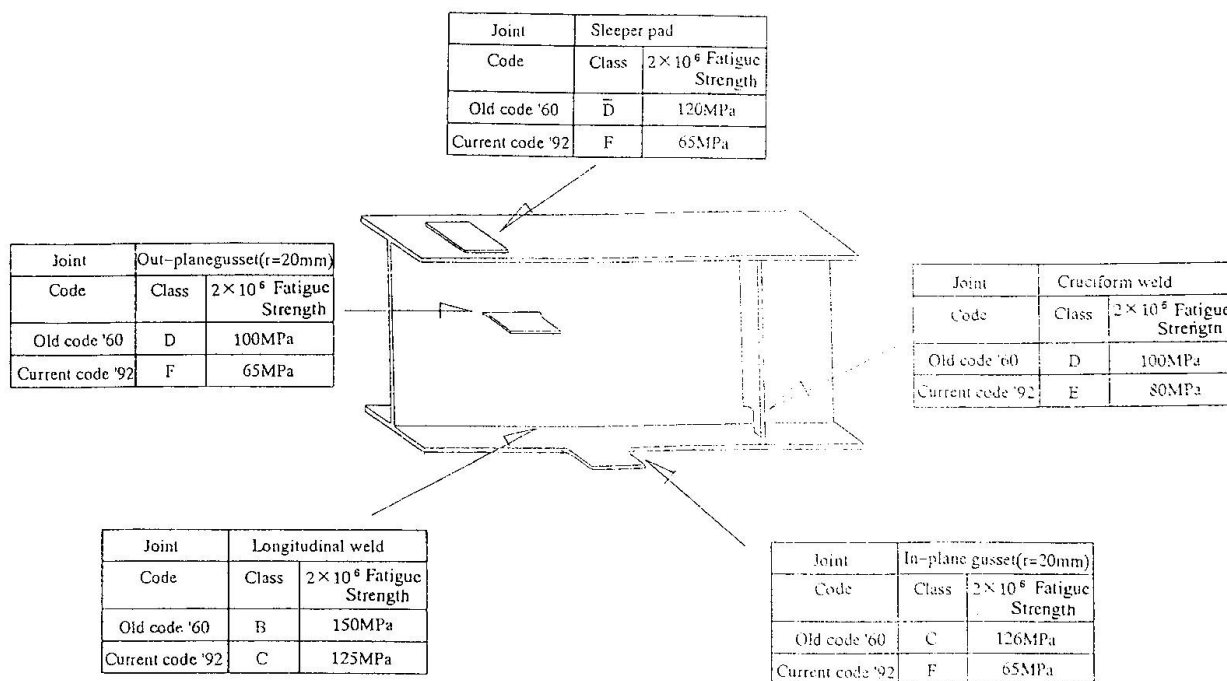 Joint Sleeper pad
Code Class 2×10⁶ Fatigue
Strength
Old code '60 D̅ 120MPa
Current code '92 F 65MPa
Joint Out-planegusset(r=20mm)
Code Class 2×10⁶ Fatigue
Strength
Old code '60 D 100MPa
Current code '92 F 65MPa
Joint Cruciform weld
Code Class 2×10⁶ Fatigue
Strength
Old code '60 D 100MPa
Current code '92 E 80MPa
Joint Longitudinal weld
Code Class 2×10⁶ Fatigue
Strength
Old code '60 B 150MPa
Current code '92 C 125MPa
Joint In-plane gusset(r=20mm)
Code Class 2×10⁶ Fatigue
Strength
Old code '60 C 126MPa
Current code '92 F 65MPa